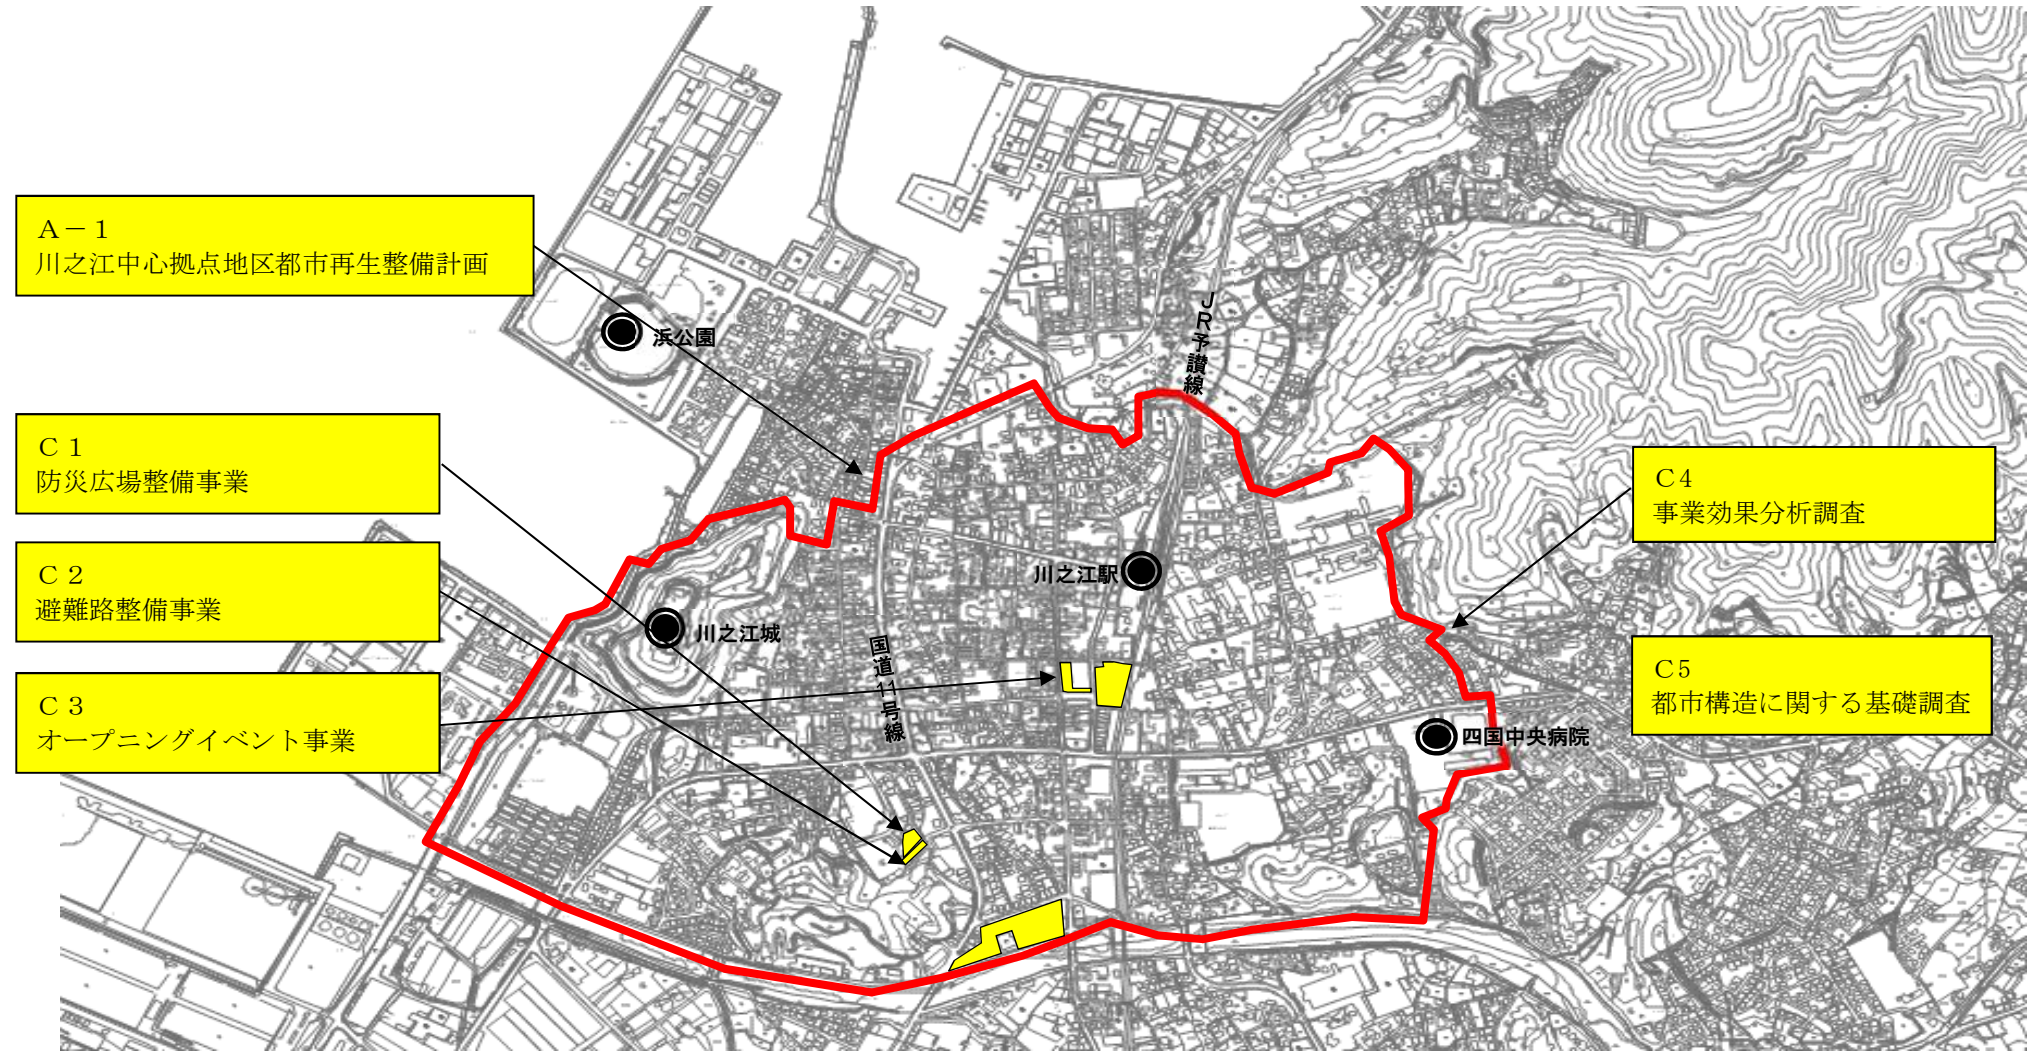 A－1
川之江中心拠点地区都市再生整備計画
浜公園
JR予讃線
C 1
防災広場整備事業
C4
事業効果分析調査
C 2
避難路整備事業
川之江駅
川之江城
国道11号線
C5
都市構造に関する基礎調査
C 3
オープニングイベント事業
四国中央病院